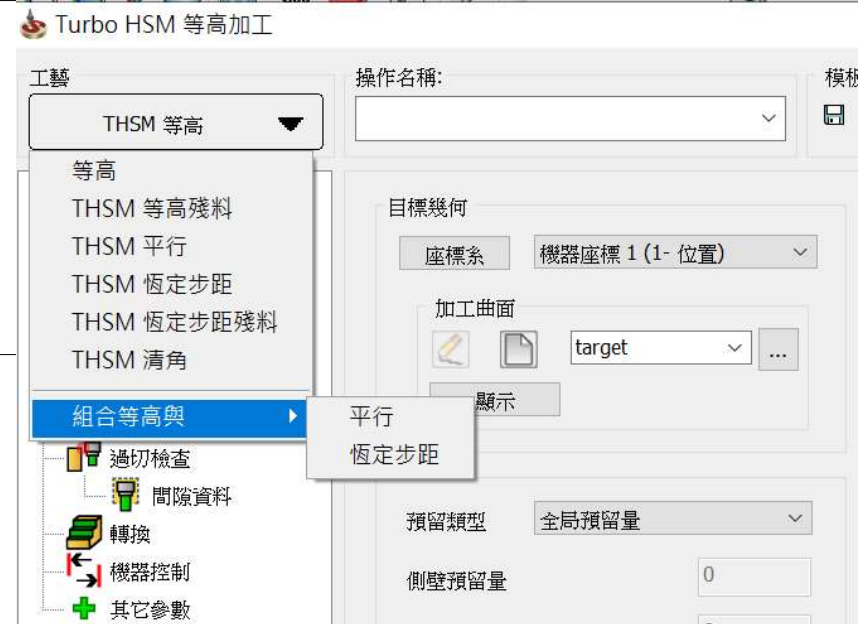 Turbo HSM 等高加工
工藝
操作名稱:
THSM 等高
等高
THSM 等高殘料
THSM 平行
THSM 恆定步距
THSM 恆定步距殘料
THSM 清角
組合等高與
平行
恆定步距
過切檢查
間隙資料
轉換
機器控制
其它參數
目標幾何
座標系
機器座標 1 (1- 位置)
加工曲面
target
...
顯示
預留類型
全局預留量
側壁預留量
0